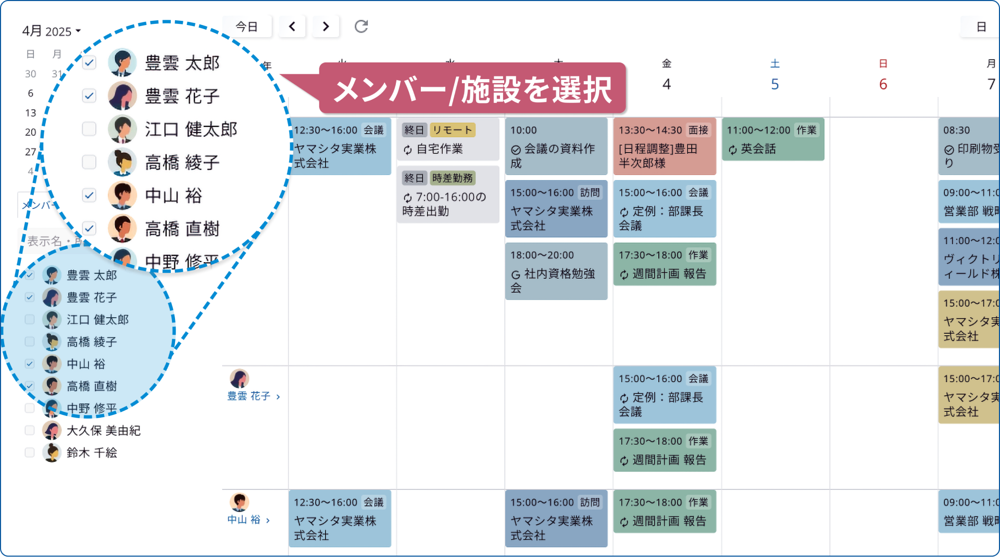 4月 2025
今日
日
日 月
30 31
6
13
20
27
4
豊雲 太郎
豊雲 花子
江口 健太郎
高橋 綾子
中山 裕
高橋 直樹
中野 修平
メンバー/施設を選択
年
金
4
土
5
日
6
月
7
メンバー
表示名・所
豊雲 太郎
豊雲 花子
江口 健太郎
高橋 綾子
中山 裕
高橋 直樹
中野 修平
大久保 美由紀
鈴木 千絵
12:30～16:00 会議
ヤマシタ実業株
式会社
終日 リモート
自宅作業
終日 時差勤務
7:00-16:00の
時差出勤
10:00
会議の資料作
成
15:00～16:00 訪問
ヤマシタ実業株
式会社
18:00～20:00
G 社内資格勉強
会
13:30～14:30 面接
[日程調整]豊田
半次郎様
15:00～16:00 会議
定例：部課長
会議
17:30～18:00 作業
週間計画 報告
11:00～12:00 作業
英会話
08:30
印刷物受
り
09:00～11:0
営業部 戦略
11:00～12:0
ヴィクトリ
ィールド株
15:00～17:0
ヤマシタ実
式会社
豊雲 花子 ›
15:00～16:00 会議
定例：部課長
会議
17:30～18:00 作業
週間計画 報告
15:00～17:0
ヤマシタ実
式会社
中山 裕 ›
12:30～16:00 会議
ヤマシタ実業株
式会社
15:00～16:00 訪問
ヤマシタ実業株
式会社
17:30～18:00 作業
週間計画 報告
09:00～11:0
営業部 戦略